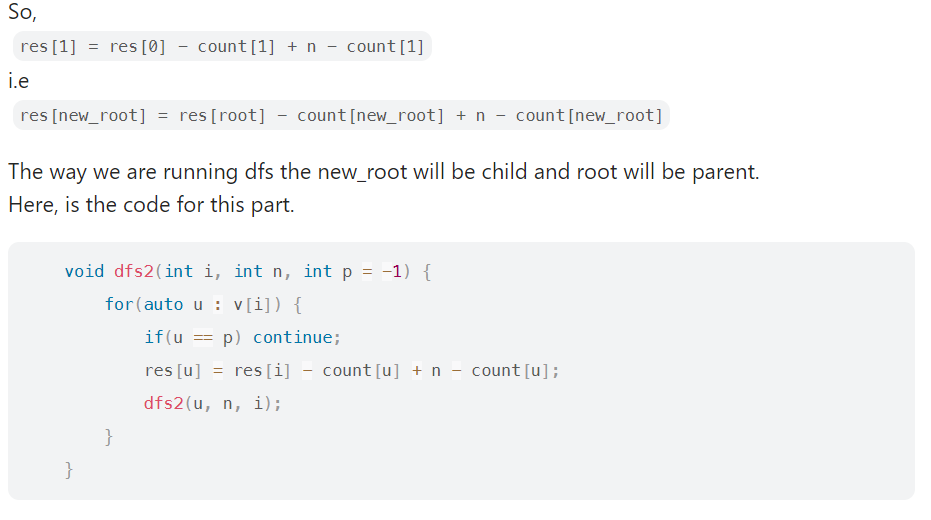 So,
res[1] = res[0] - count[1] + n - count[1]
i.e
res[new_root] = res[root] - count[new_root] + n - count[new_root]
The way we are running dfs the new_root will be child and root will be parent.
Here, is the code for this part.
void dfs2(int i, int n, int p = -1) {
for(auto u : v[i]) {
if(u == p) continue;
res[u] = res[i] - count[u] + n - count[u];
dfs2(u, n, i);
}
}